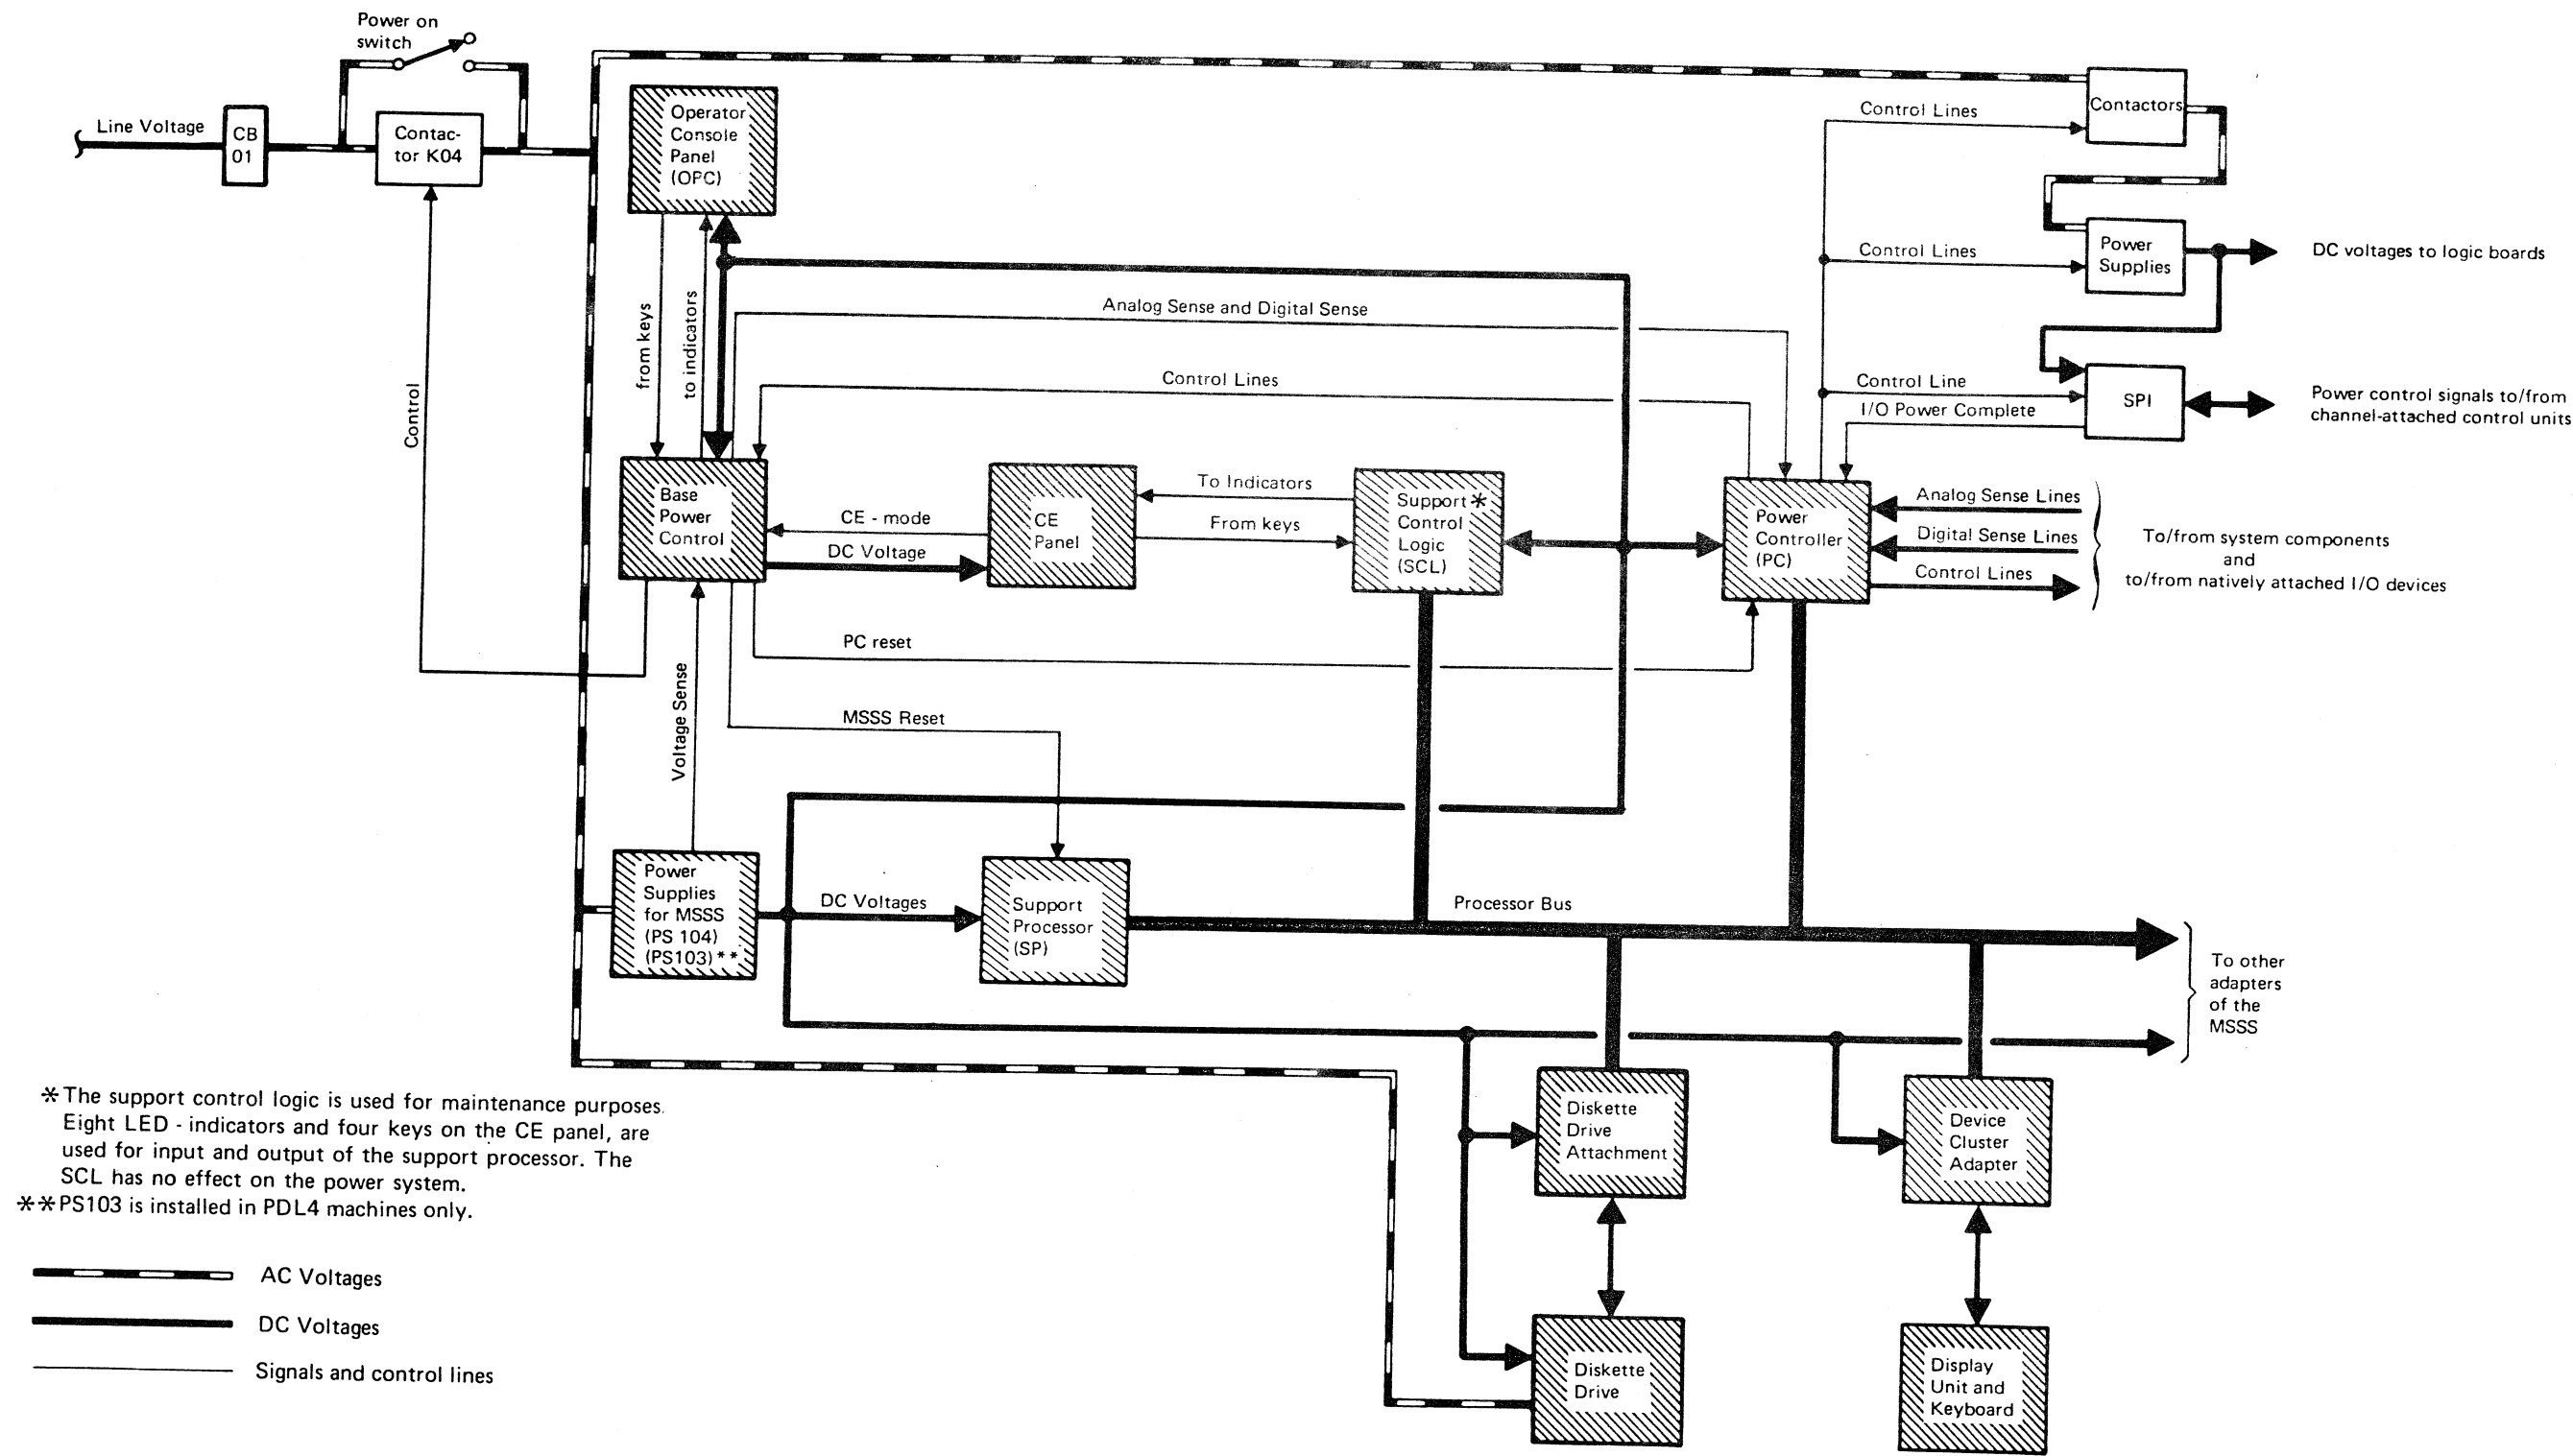 Power on
switch
Line Voltage
CB
01
Contac-
tor K04
Control
Operator
Console
Panel
(OPC)
from keys
to indicators
Contactors
Control Lines
Power
Supplies
Control Lines
DC voltages to logic boards
Analog Sense and Digital Sense
Control Lines
Control Line
I/O Power Complete
SPI
Power control signals to/from
channel-attached control units
Base
Power
Control
CE - mode
DC Voltage
CE
Panel
To Indicators
From keys
Support *
Control
Logic
(SCL)
Power
Controller
(PC)
Analog Sense Lines
Digital Sense Lines
Control Lines
To/from system components
and
to/from natively attached I/O devices
PC reset
Voltage Sense
MSSS Reset
Power
Supplies
for MSSS
(PS 104)
(PS103) **
DC Voltages
Support
Processor
(SP)
Processor Bus
To other
adapters
of the
MSSS
Diskette
Drive
Attachment
Device
Cluster
Adapter
Diskette
Drive
Display
Unit and
Keyboard
* The support control logic is used for maintenance purposes.
Eight LED - indicators and four keys on the CE panel, are
used for input and output of the support processor. The
SCL has no effect on the power system.
** PS103 is installed in PDL4 machines only.
AC Voltages
DC Voltages
Signals and control lines